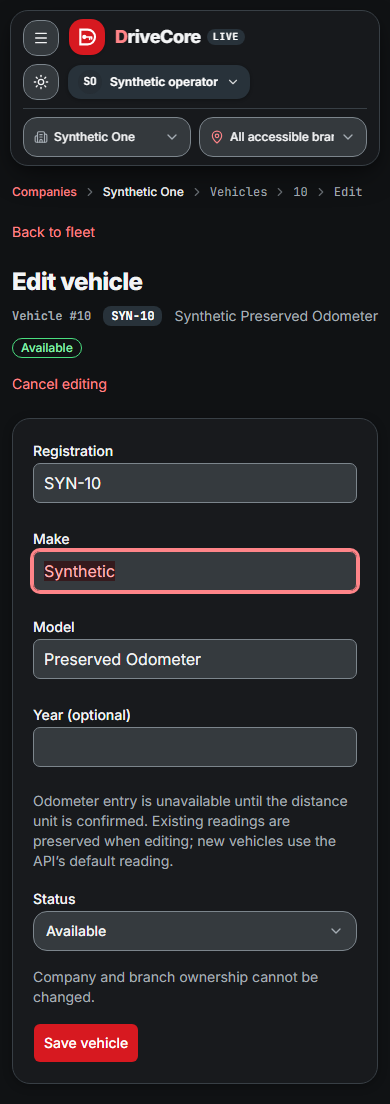 DriveCore LIVE
SO Synthetic operator
Synthetic One All accessible brar
Companies > Synthetic One > Vehicles > 10 > Edit
Back to fleet
Edit vehicle
Vehicle #10 SYN-10 Synthetic Preserved Odometer
Available
Cancel editing
Registration
SYN-10
Make
Synthetic
Model
Preserved Odometer
Year (optional)
Odometer entry is unavailable until the distance
unit is confirmed. Existing readings are
preserved when editing; new vehicles use the
API's default reading.
Status
Available
Company and branch ownership cannot be
changed.
Save vehicle